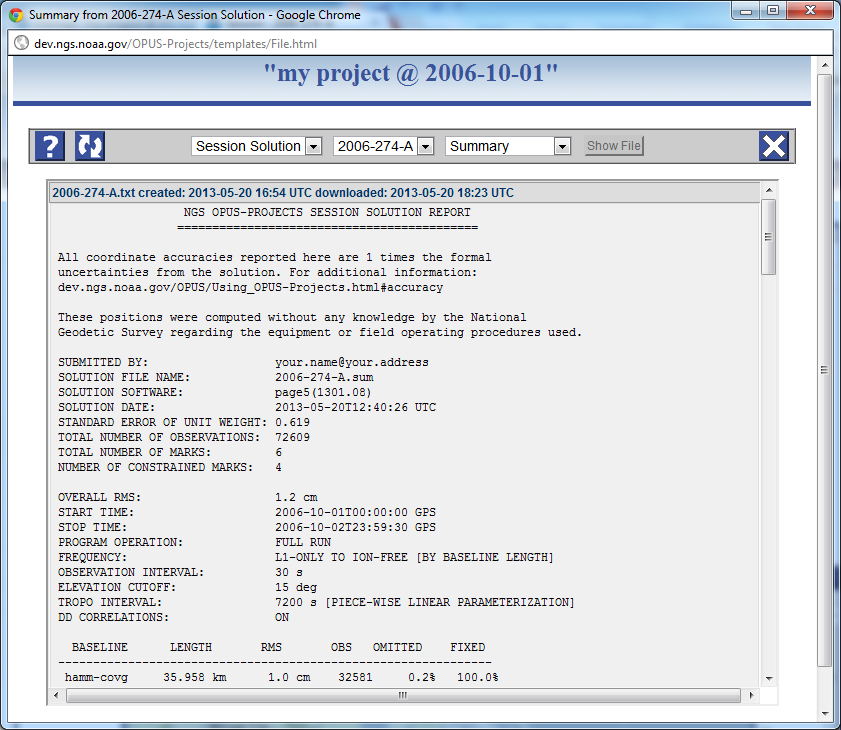 Summary from 2006-274-A Session Solution - Google Chrome
dev.ngs.noaa.gov/OPUS-Projects/templates/File.html
"my project @ 2006-10-01"
? Session Solution 2006-274-A Summary Show File X
2006-274-A.txt created: 2013-05-20 16:54 UTC downloaded: 2013-05-20 18:23 UTC
NGS OPUS-PROJECTS SESSION SOLUTION REPORT
===========================================
All coordinate accuracies reported here are 1 times the formal
uncertainties from the solution. For additional information:
dev.ngs.noaa.gov/OPUS/Using_OPUS-Projects.html#accuracy
These positions were computed without any knowledge by the National
Geodetic Survey regarding the equipment or field operating procedures used.
SUBMITTED BY: your.name@your.address
SOLUTION FILE NAME: 2006-274-A.sum
SOLUTION SOFTWARE: page5(1301.08)
SOLUTION DATE: 2013-05-20T12:40:26 UTC
STANDARD ERROR OF UNIT WEIGHT: 0.619
TOTAL NUMBER OF OBSERVATIONS: 72609
TOTAL NUMBER OF MARKS: 6
NUMBER OF CONSTRAINED MARKS: 4
OVERALL RMS: 1.2 cm
START TIME: 2006-10-01T00:00:00 GPS
STOP TIME: 2006-10-02T23:59:30 GPS
PROGRAM OPERATION: FULL RUN
FREQUENCY: L1-ONLY TO ION-FREE [BY BASELINE LENGTH]
OBSERVATION INTERVAL: 30 s
ELEVATION CUTOFF: 15 deg
TROPO INTERVAL: 7200 s [PIECE-WISE LINEAR PARAMETERIZATION]
DD CORRELATIONS: ON
BASELINE LENGTH RMS OBS OMITTED FIXED
--------------------------------------------------------------
hamm-covg 35.958 km 1.0 cm 32581 0.2% 100.0%